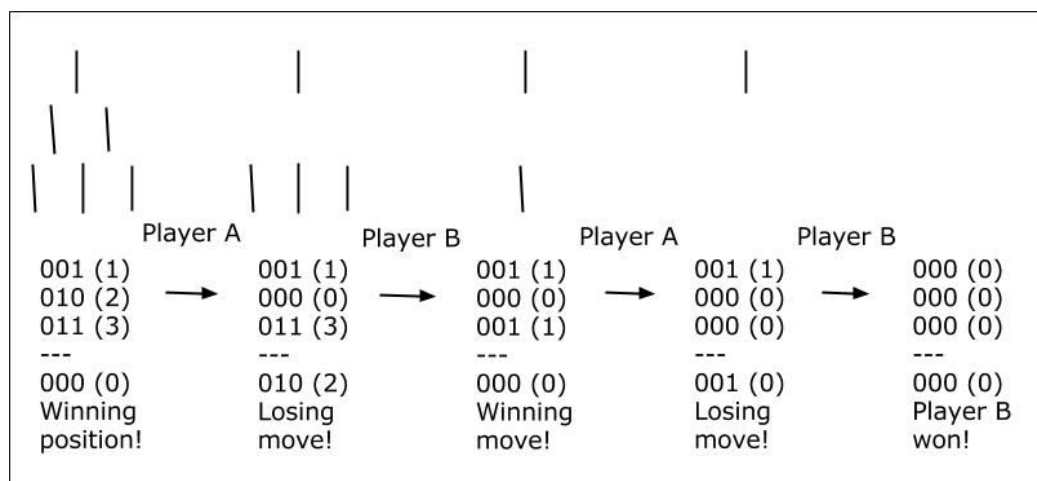 Player A
Player B
Player A
Player B
001 (1)
010 (2)
011 (3)
---
000 (0)
Winning
position!
001 (1)
000 (0)
011 (3)
---
010 (2)
Losing
move!
001 (1)
000 (0)
001 (1)
---
000 (0)
Winning
move!
001 (1)
000 (0)
000 (0)
---
001 (0)
Losing
move!
000 (0)
000 (0)
000 (0)
---
000 (0)
Player B
won!